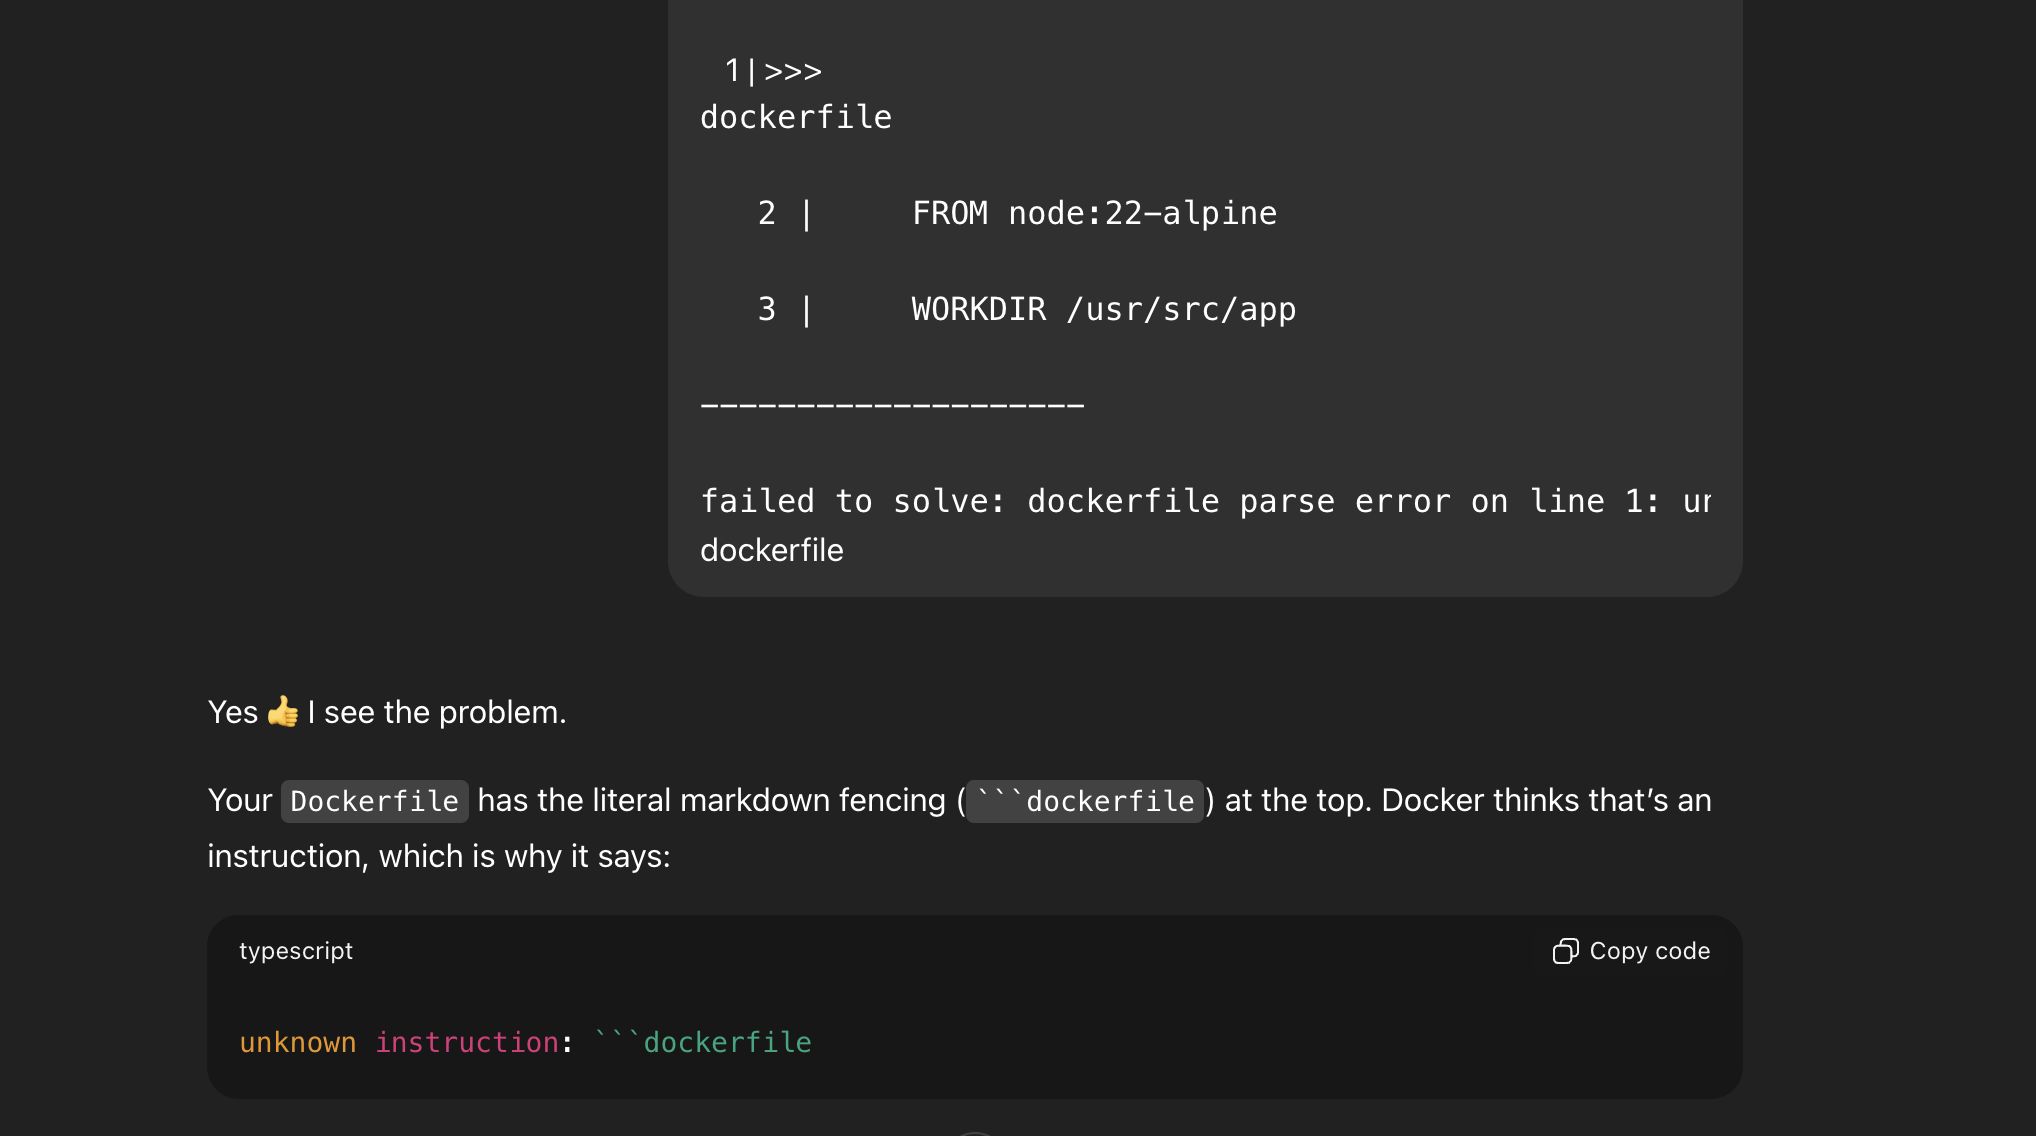 1|>>>
dockerfile
2 | FROM node:22-alpine
3 | WORKDIR /usr/src/app
--------------------
failed to solve: dockerfile parse error on line 1:
dockerfile
Yes 👍 I see the problem.
Your Dockerfile has the literal markdown fencing (```dockerfile) at the top. Docker thinks that’s an
instruction, which is why it says:
typescript
Copy code
unknown instruction: ```dockerfile